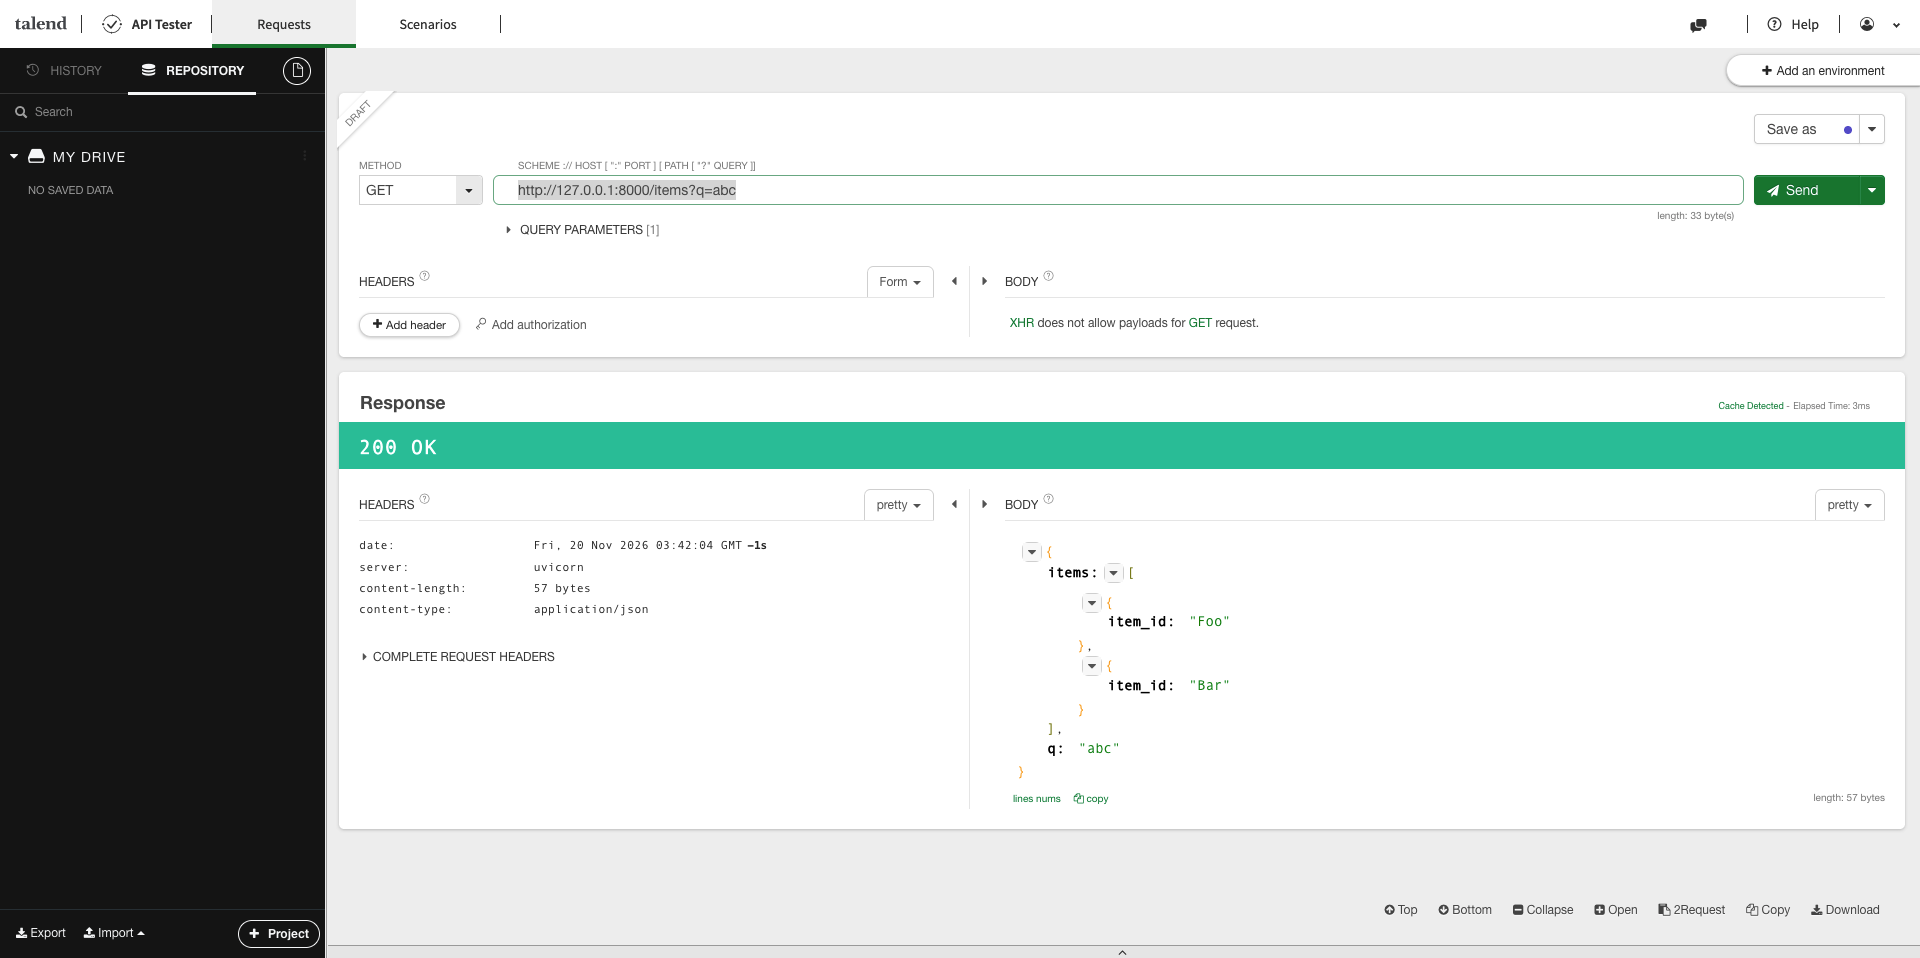 talend
API Tester
Requests
Scenarios
Help
HISTORY
REPOSITORY
Add an environment
Search
MY DRIVE
NO SAVED DATA
DRAFT
Save as
METHOD
SCHEME :// HOST [ ":" PORT ] [ PATH [ "?" QUERY ]]
GET
http://127.0.0.1:8000/items?q=abc
Send
length: 33 byte(s)
QUERY PARAMETERS [1]
HEADERS
Form
BODY
Add header
Add authorization
XHR does not allow payloads for GET request.
Response
Cache Detected - Elapsed Time: 3ms
200 OK
HEADERS
pretty
BODY
pretty
date: Fri, 20 Nov 2026 03:42:04 GMT -1s
server: uvicorn
content-length: 57 bytes
content-type: application/json
COMPLETE REQUEST HEADERS
{
items: [
{
item_id: "Foo"
},
{
item_id: "Bar"
}
],
q: "abc"
}
lines nums
copy
length: 57 bytes
Top
Bottom
Collapse
Open
2Request
Copy
Download
Export
Import
+ Project